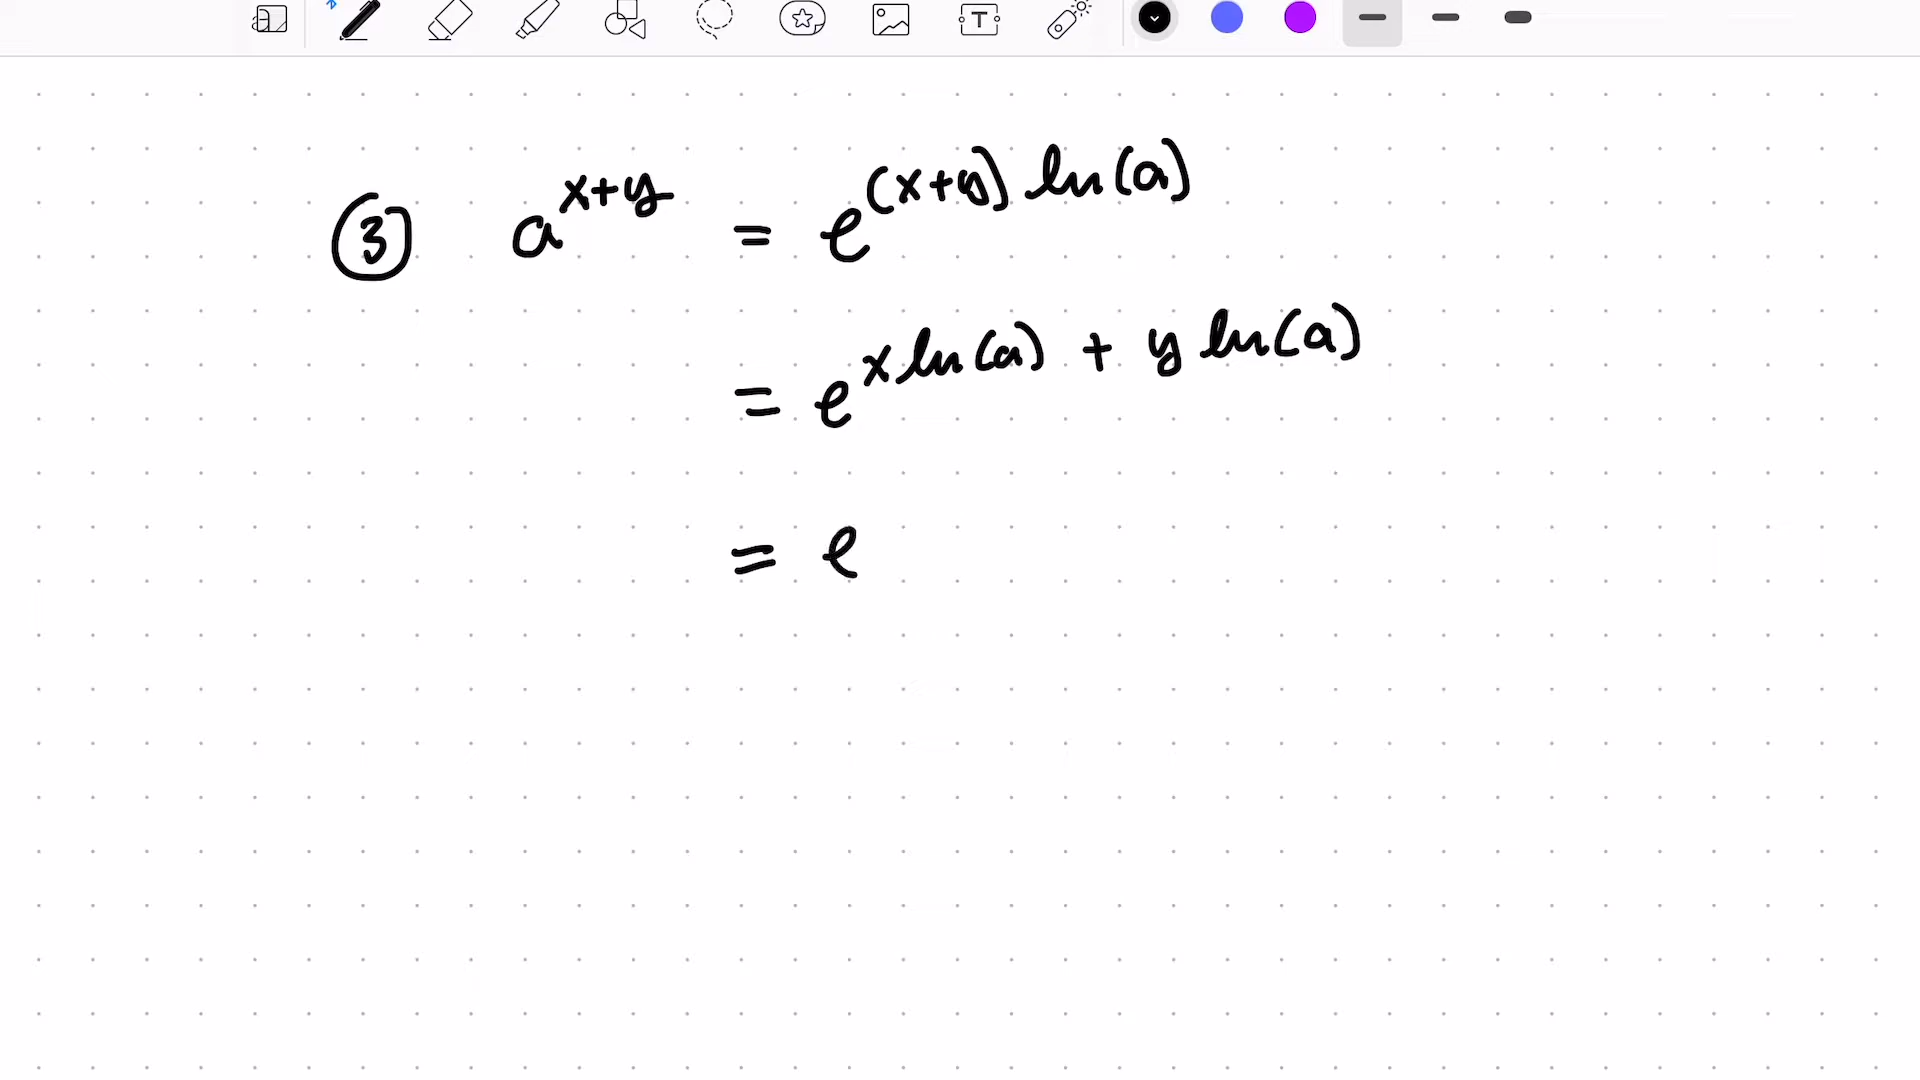 ③ a^{x+y} = e^{(x+y) ln(a)}
= e^{x ln(a) + y ln(a)}
= e